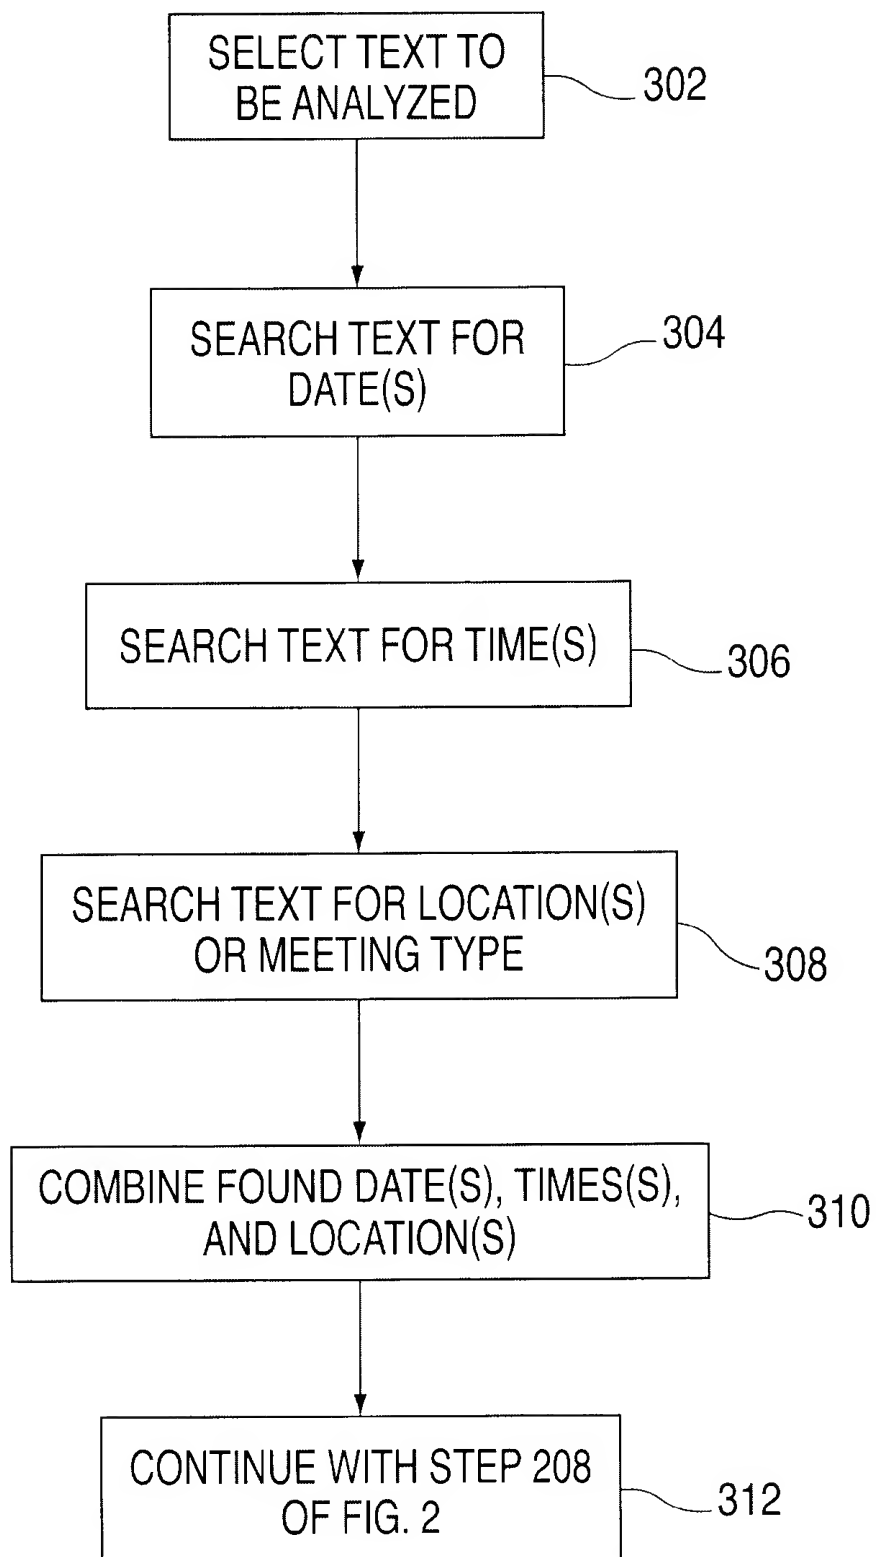 SELECT TEXT TO
BE ANALYZED
302
SEARCH TEXT FOR
DATE(S)
304
SEARCH TEXT FOR TIME(S)
306
SEARCH TEXT FOR LOCATION(S)
OR MEETING TYPE
308
COMBINE FOUND DATE(S), TIMES(S),
AND LOCATION(S)
310
CONTINUE WITH STEP 208
OF FIG. 2
312